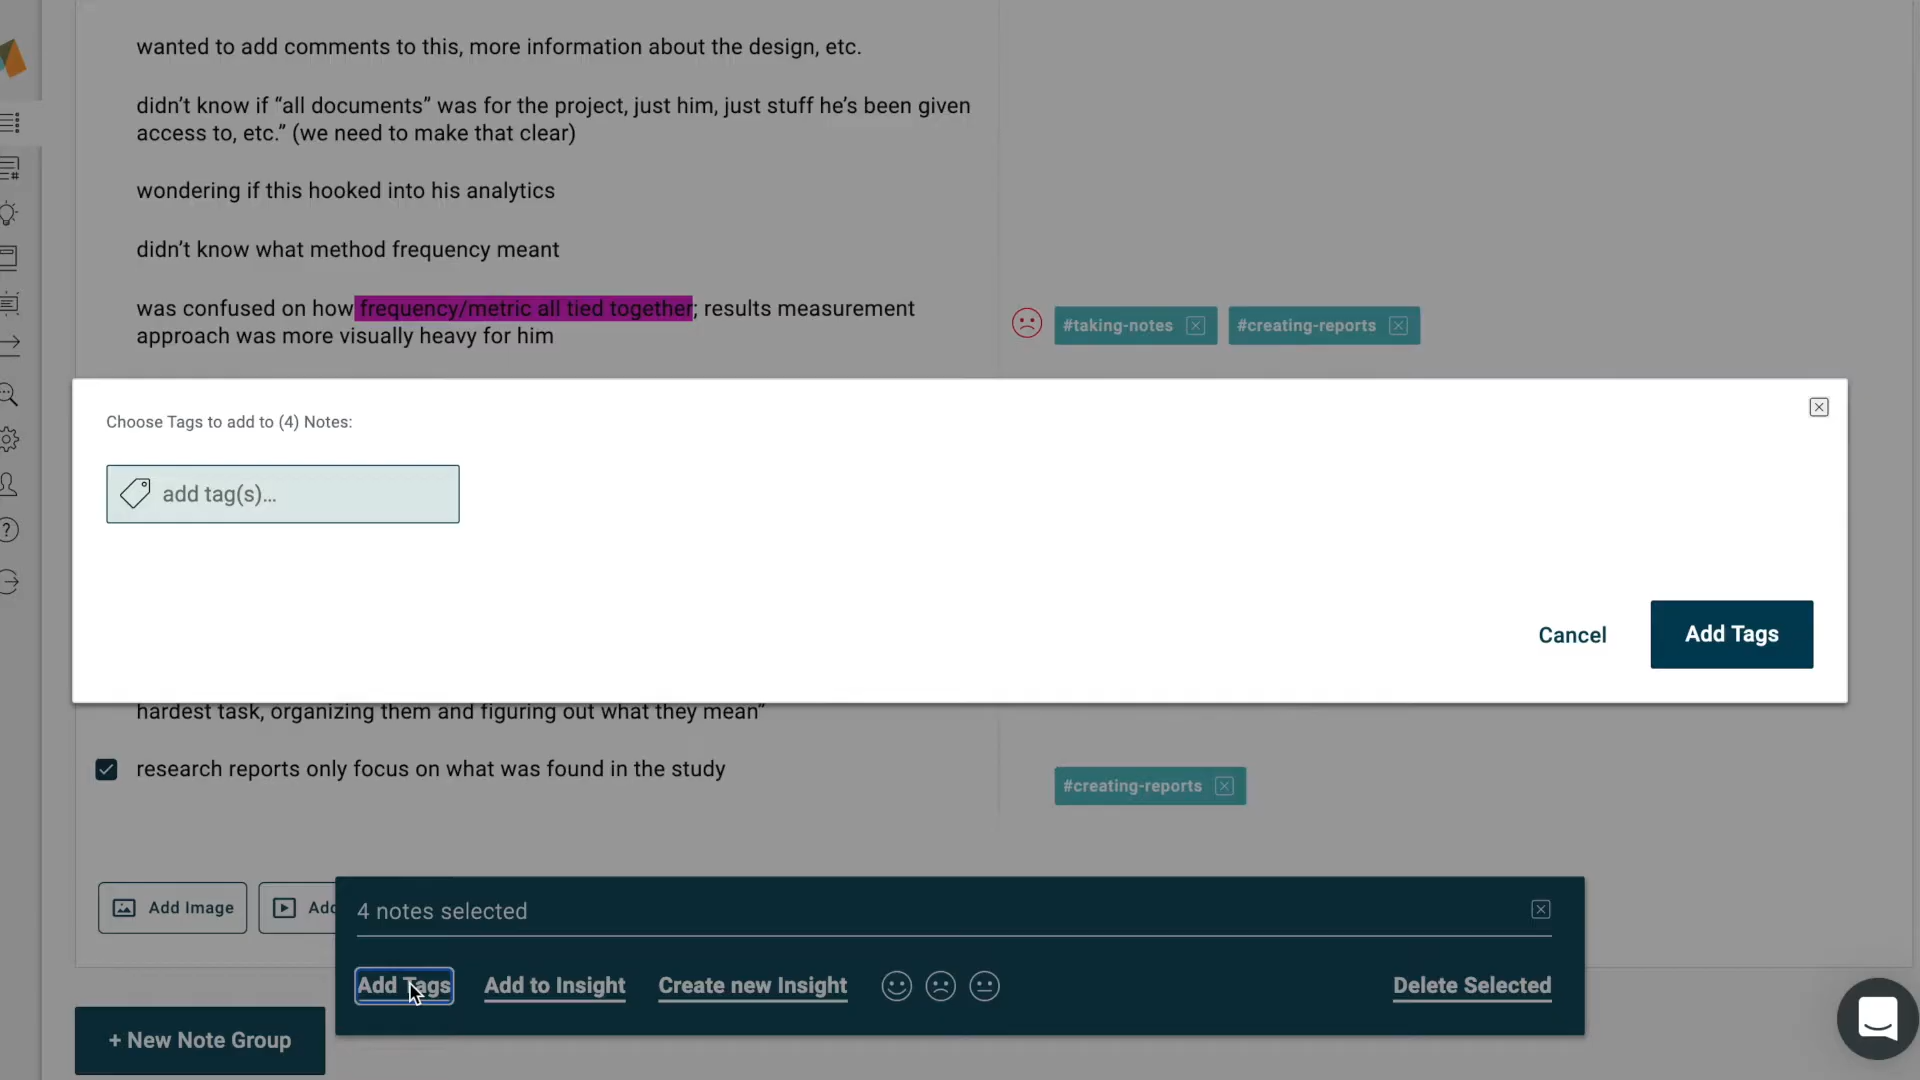 wanted to add comments to this, more information about the design, etc.
didn’t know if “all documents” was for the project, just him, just stuff he’s been given
access to, etc.” (we need to make that clear)
wondering if this hooked into his analytics
didn’t know what method frequency meant
was confused on how frequency/metric all tied together; results measurement
approach was more visually heavy for him
#taking-notes #creating-reports
Choose Tags to add to (4) Notes:
add tag(s)...
Cancel Add Tags
hardest task, organizing them and figuring out what they mean”
research reports only focus on what was found in the study
#creating-reports
Add Image
4 notes selected
Add Tags Add to Insight Create new Insight Delete Selected
+ New Note Group